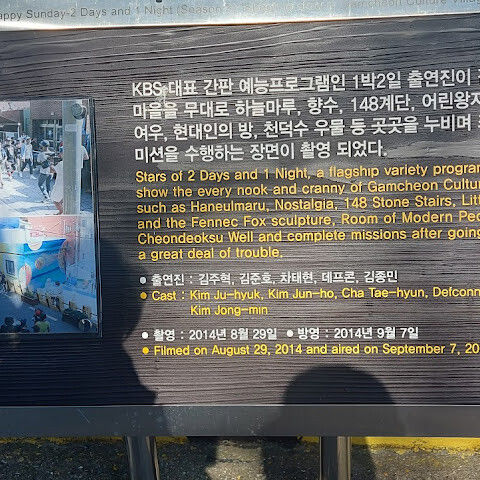 appy Sunday-2 Days and 1 Night (Season
KBS 대표 간판 예능프로그램인 1박2일 출연진이
마을을 무대로 하늘마루, 향수, 148계단, 어린왕자
여우, 현대인의 방, 천덕수 우물 등 곳곳을 누비며
미션을 수행하는 장면이 촬영 되었다.
Stars of 2 Days and 1 Night, a flagship variety program
show the every nook and cranny of Gamcheon Cultur
such as Haneulmaru, Nostalgia, 148 Stone Stairs, Litt
and the Fennec Fox sculpture, Room of Modern Peo
Cheondeoksu Well and complete missions after going
a great deal of trouble.
● 출연진 : 김주혁, 김준호, 차태현, 데프콘, 김종민
● Cast : Kim Ju-hyuk, Kim Jun-ho, Cha Tae-hyun, Defconn
Kim Jong-min
● 촬영 : 2014년 8월 29일 ● 방영 : 2014년 9월 7일
● Filmed on August 29, 2014 and aired on September 7, 20